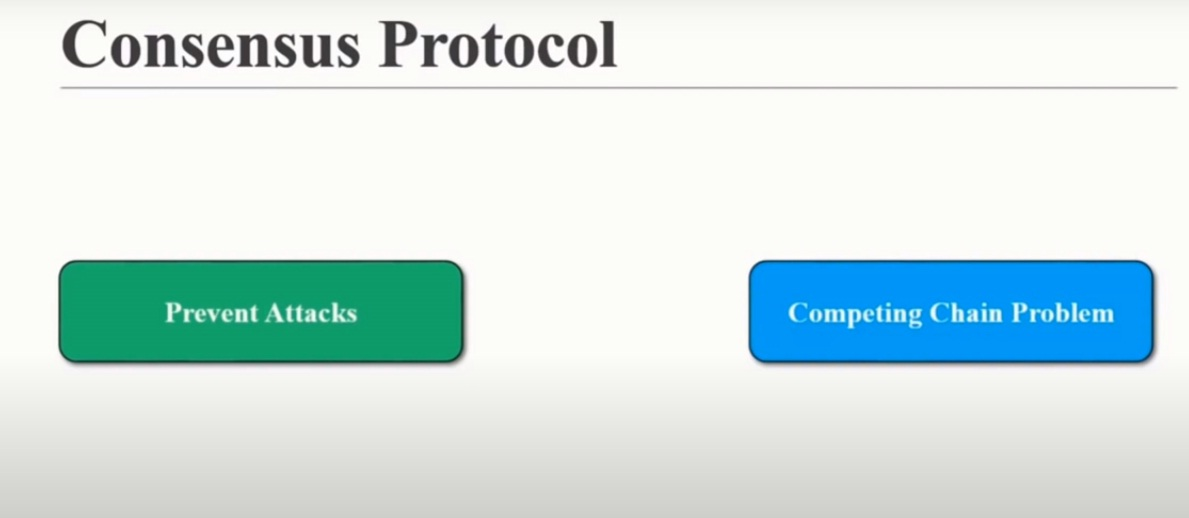 Consensus Protocol
Prevent Attacks
Competing Chain Problem